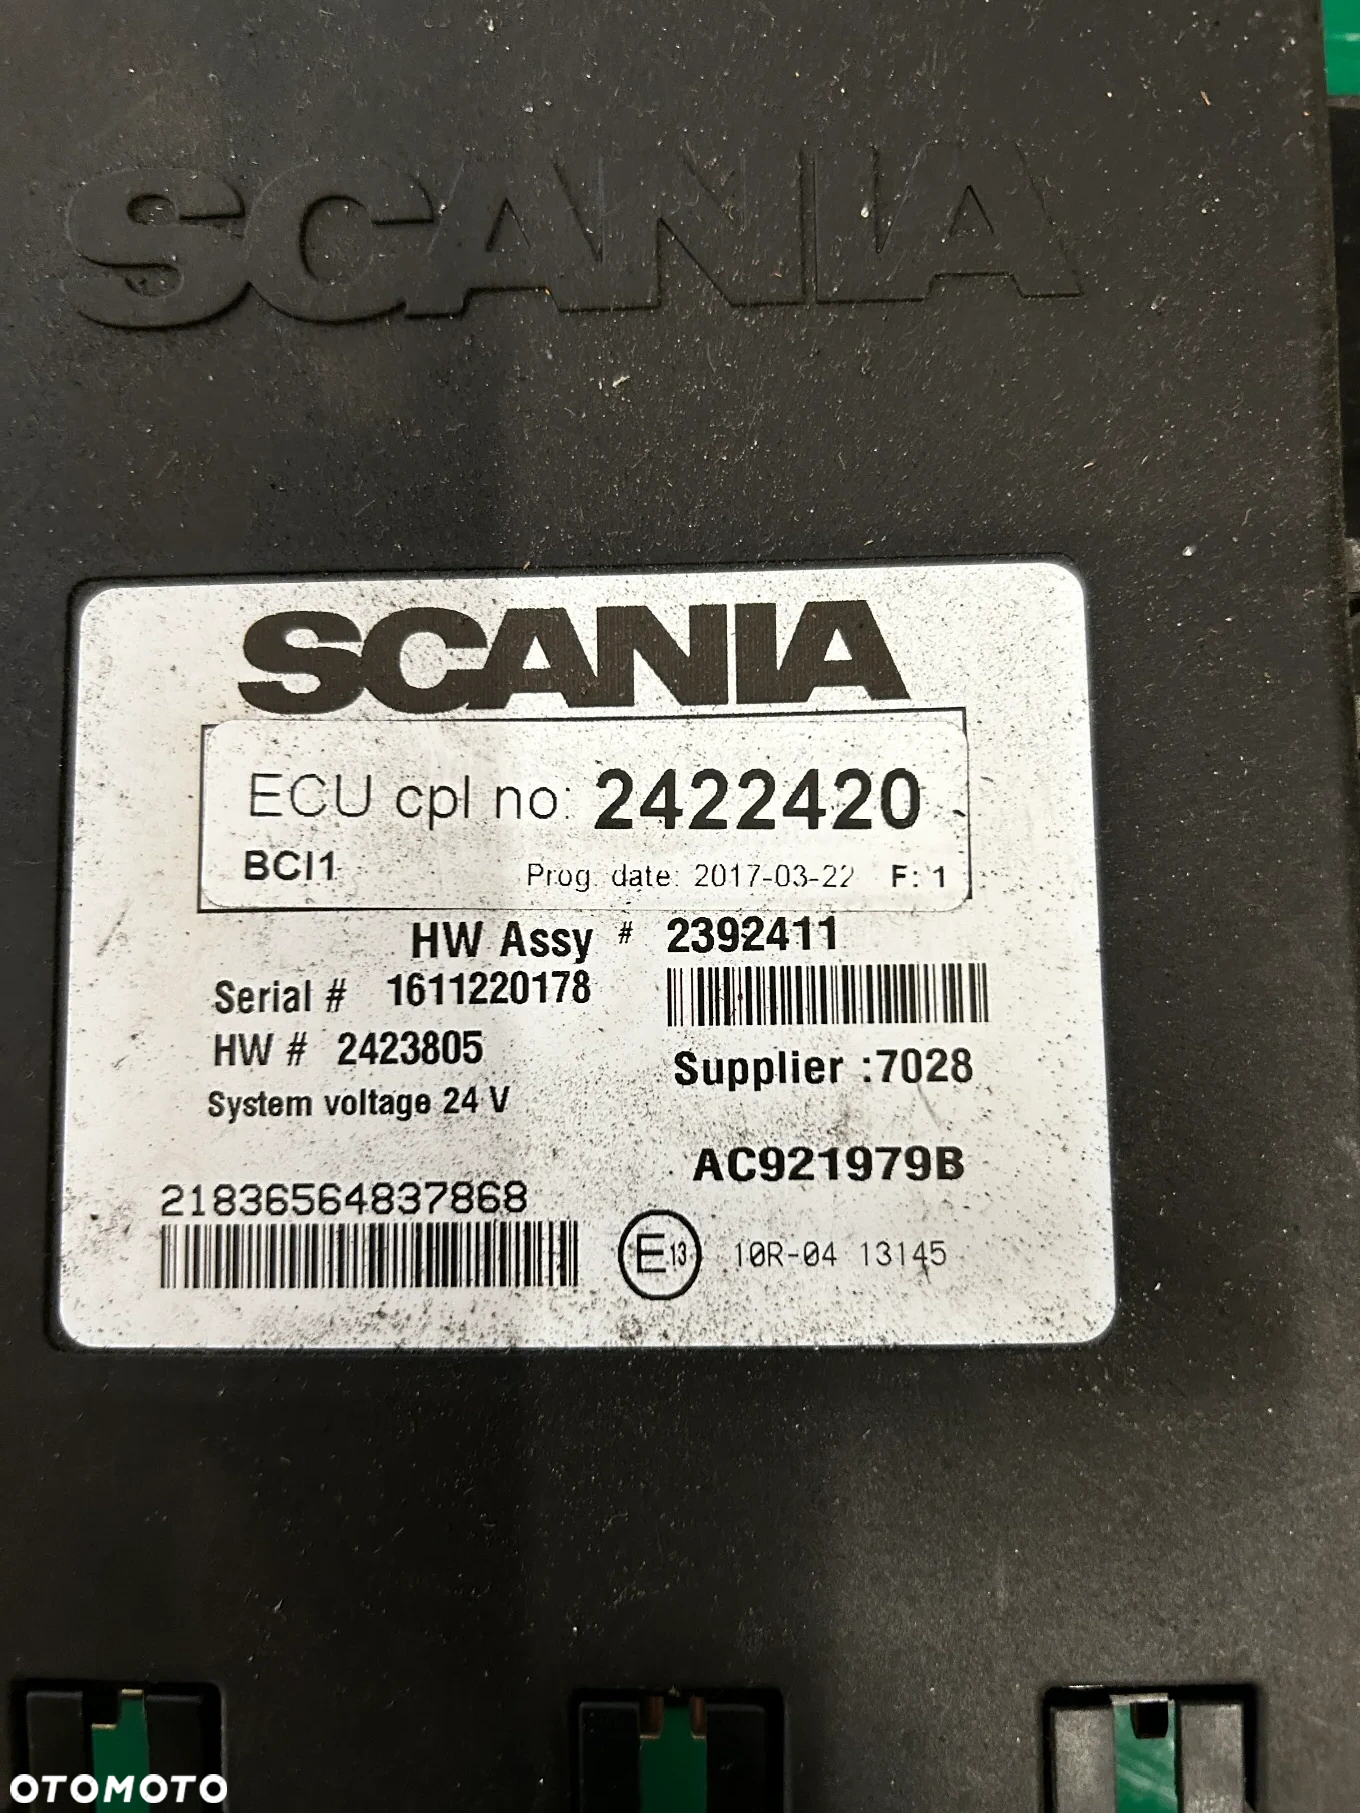 SCANIA
SCANIA
ECU cpl no: 2422420
BCI1 Prog. date: 2017-03-22 F: 1
HW Assy # 2392411
Serial # 1611220178
HW # 2423805
Supplier :7028
System voltage 24 V
AC921979B
21836564837868
E13 10R-04 13145
OTOMOTO